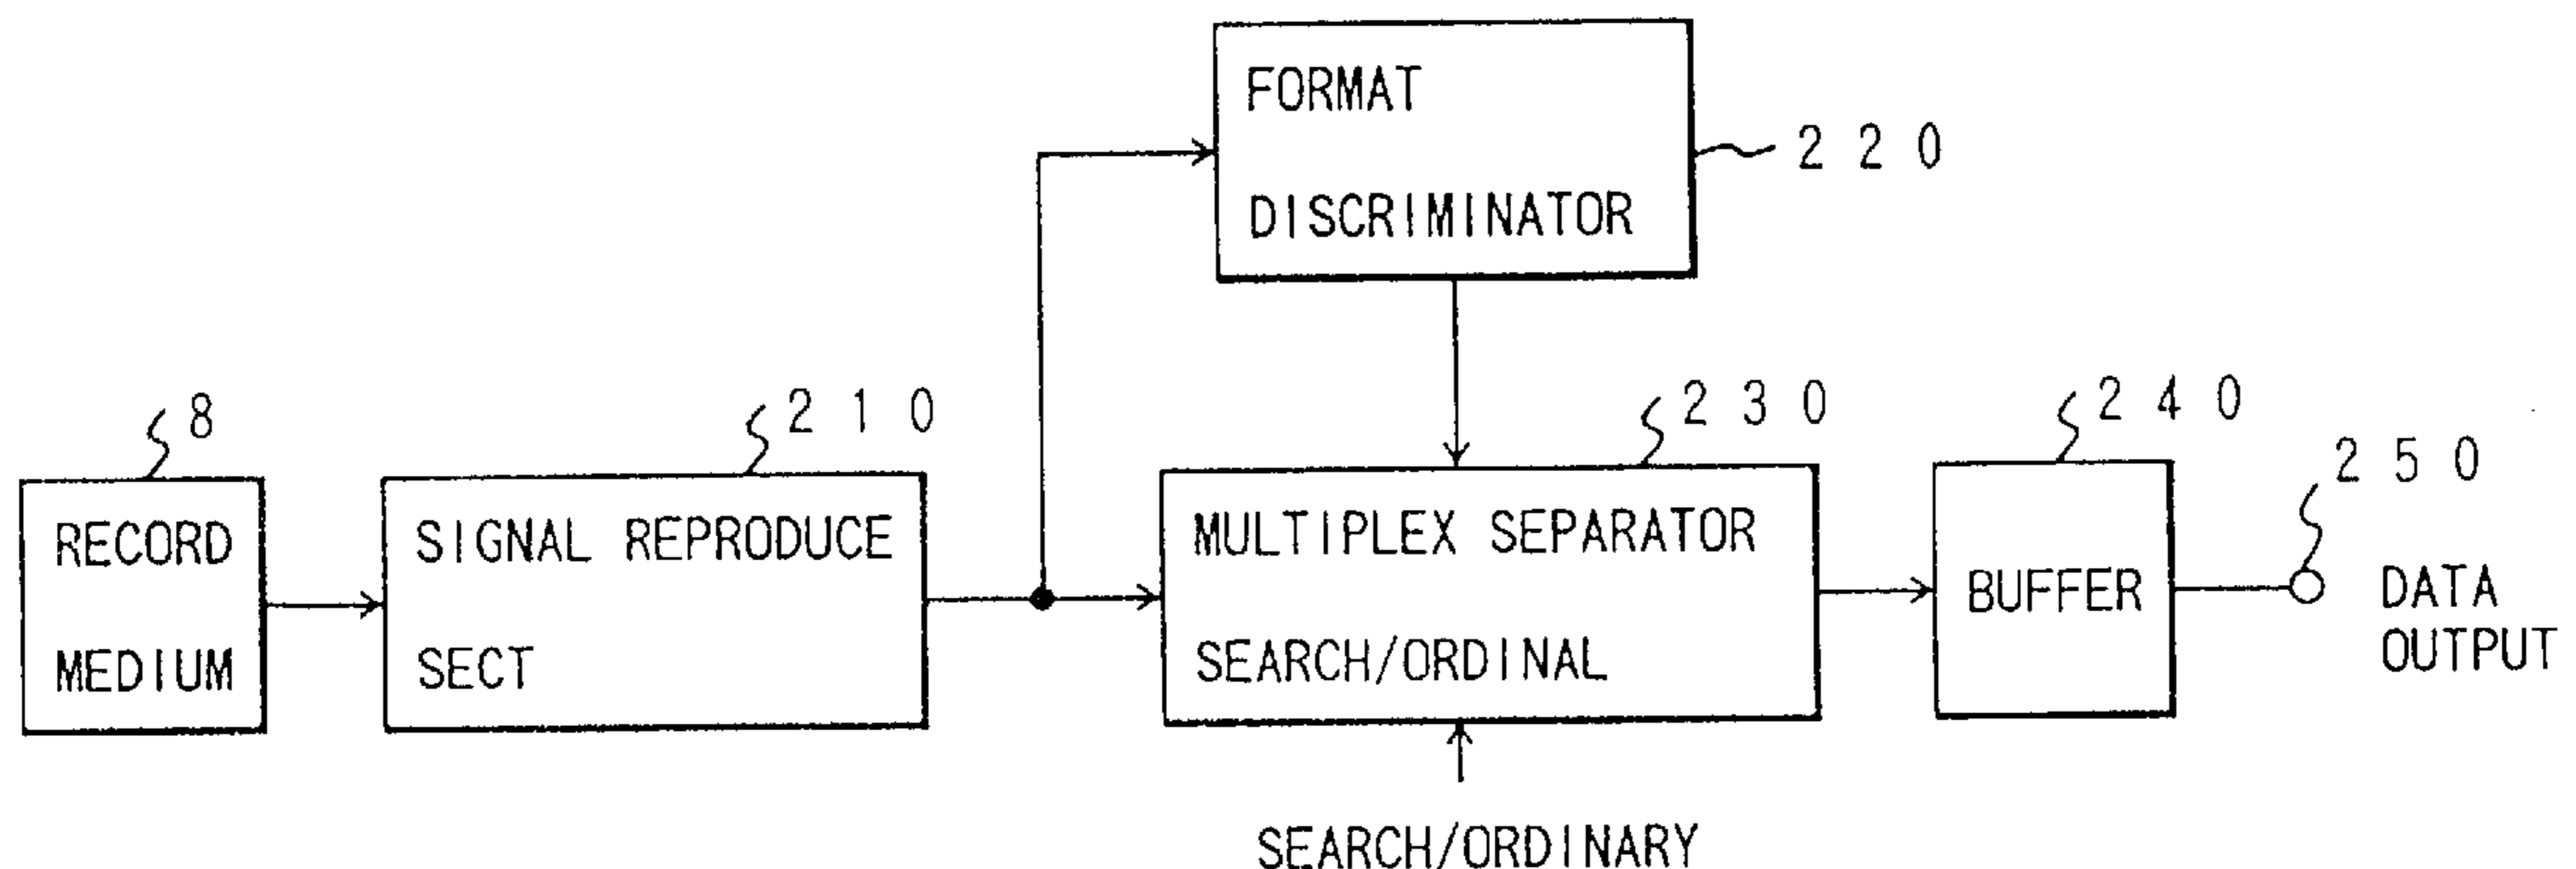 FORMAT
DISCRIMINATOR
2 2 0
8
2 1 0
2 3 0
2 4 0
2 5 0
RECORD
MEDIUM
SIGNAL REPRODUCE
SECT
MULTIPLEX SEPARATOR
SEARCH/ORDINAL
BUFFER
DATA
OUTPUT
SEARCH/ORDINARY